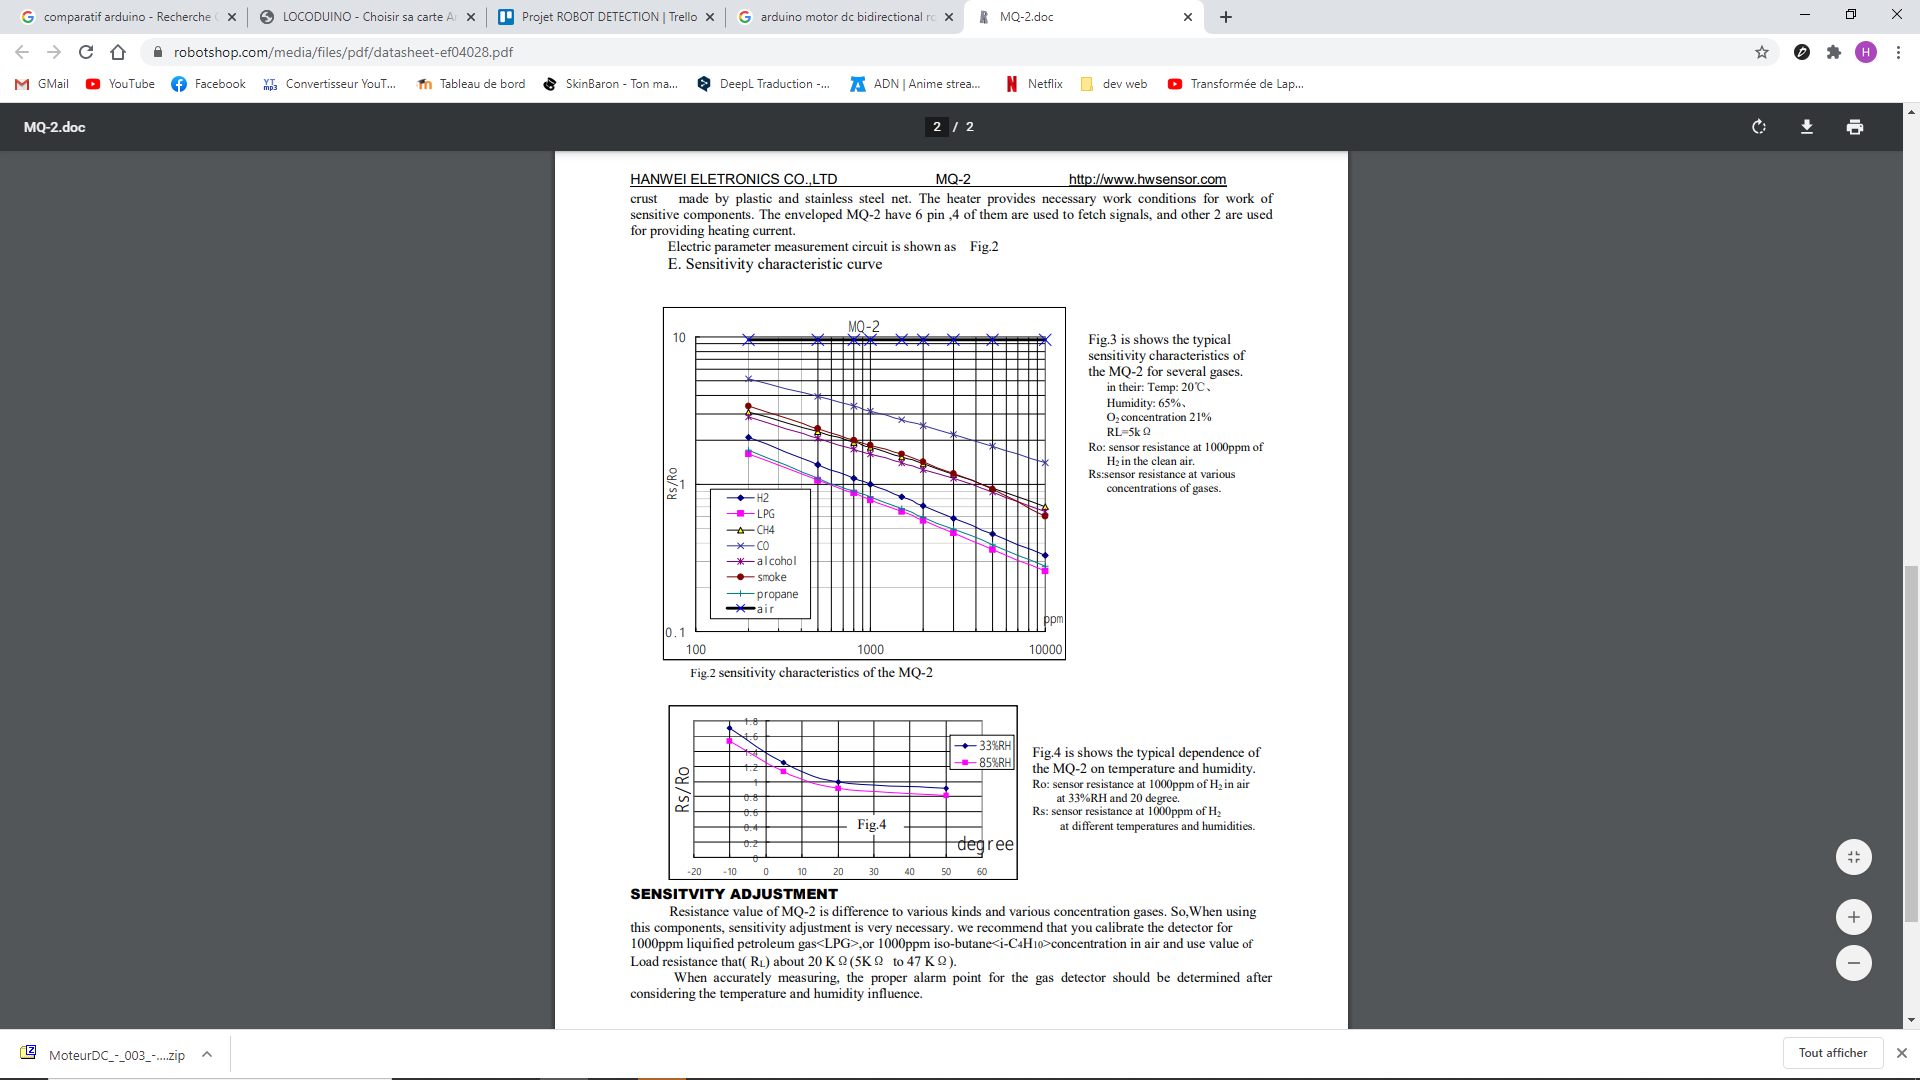 comparatif arduino - Recherche
LOCODUINO - Choisir sa carte A
Projet ROBOT DETECTION | Trello
arduino motor dc bidirectional ro
MQ-2.doc
robotshop.com/media/files/pdf/datasheet-ef04028.pdf
H
GMail
YouTube
Facebook
Convertisseur YouT...
Tableau de bord
SkinBaron - Ton ma...
DeepL Traduction -...
ADN | Anime strea...
Netflix
dev web
Transformée de Lap...
MQ-2.doc
2 / 2
HANWEI ELETRONICS CO.,LTD MQ-2 http://www.hwsensor.com
crust made by plastic and stainless steel net. The heater provides necessary work conditions for work of
sensitive components. The enveloped MQ-2 have 6 pin ,4 of them are used to fetch signals, and other 2 are used
for providing heating current.
Electric parameter measurement circuit is shown as Fig.2
E. Sensitivity characteristic curve
MQ-2
10
1
0.1
Rs/Ro
H2
LPG
CH4
CO
alcohol
smoke
propane
air
ppm
100 1000 10000
Fig.2 sensitivity characteristics of the MQ-2
Fig.3 is shows the typical
sensitivity characteristics of
the MQ-2 for several gases.
in their: Temp: 20℃、
Humidity: 65%、
O₂ concentration 21%
RL=5k Ω
Ro: sensor resistance at 1000ppm of
H₂ in the clean air.
Rs:sensor resistance at various
concentrations of gases.
Rs/Ro
1.8
1.6
1.4
1.2
1
0.8
0.6
0.4
0.2
0
-20 -10 0 10 20 30 40 50 60
33%RH
85%RH
Fig.4
degree
Fig.4 is shows the typical dependence of
the MQ-2 on temperature and humidity.
Ro: sensor resistance at 1000ppm of H₂ in air
at 33%RH and 20 degree.
Rs: sensor resistance at 1000ppm of H₂
at different temperatures and humidities.
SENSITVITY ADJUSTMENT
Resistance value of MQ-2 is difference to various kinds and various concentration gases. So,When using
this components, sensitivity adjustment is very necessary. we recommend that you calibrate the detector for
1000ppm liquified petroleum gas<LPG>,or 1000ppm iso-butane<i-C₄H₁₀>concentration in air and use value of
Load resistance that( RL) about 20 K Ω (5K Ω to 47 K Ω ).
When accurately measuring, the proper alarm point for the gas detector should be determined after
considering the temperature and humidity influence.
MoteurDC_-_003_-....zip
Tout afficher